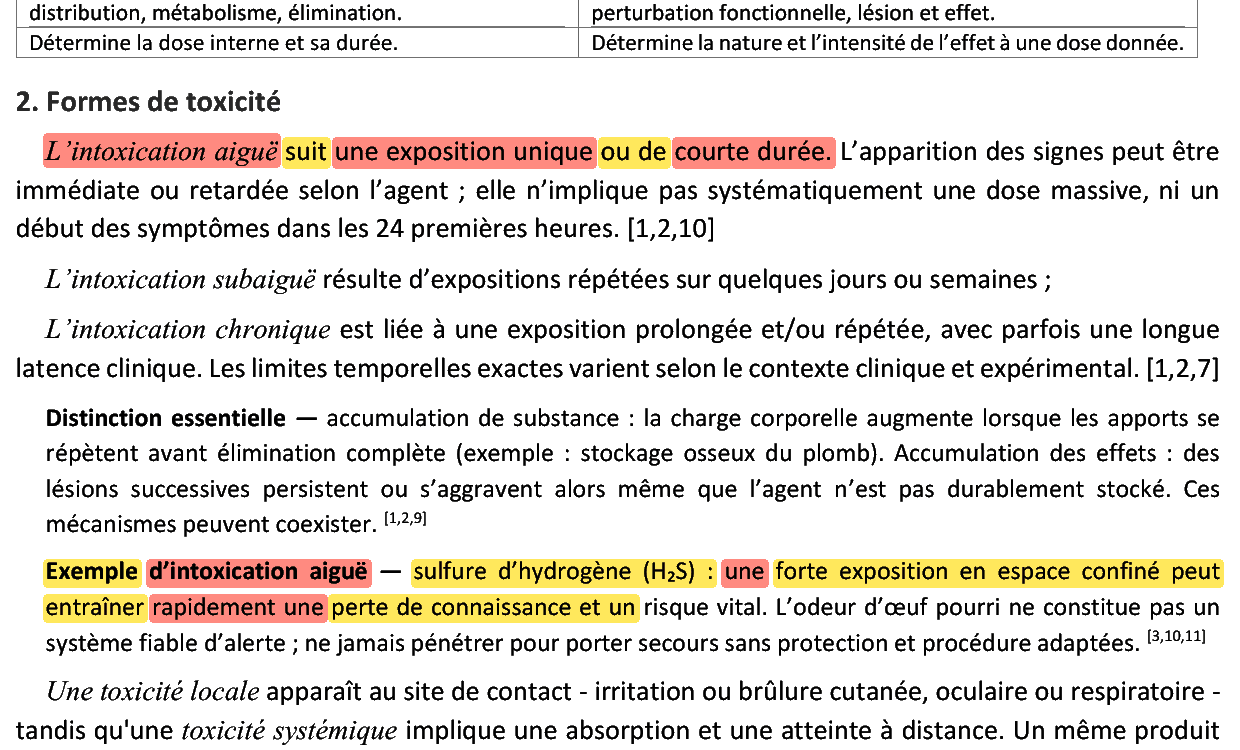 distribution, métabolisme, élimination.
perturbation fonctionnelle, lésion et effet.
Détermine la dose interne et sa durée.
Détermine la nature et l’intensité de l’effet à une dose donnée.
2. Formes de toxicité
L’intoxication aiguë suit une exposition unique ou de courte durée. L’apparition des signes peut être
immédiate ou retardée selon l’agent ; elle n’implique pas systématiquement une dose massive, ni un
début des symptômes dans les 24 premières heures. [1,2,10]
L’intoxication subaiguë résulte d’expositions répétées sur quelques jours ou semaines ;
L’intoxication chronique est liée à une exposition prolongée et/ou répétée, avec parfois une longue
latence clinique. Les limites temporelles exactes varient selon le contexte clinique et expérimental. [1,2,7]
Distinction essentielle — accumulation de substance : la charge corporelle augmente lorsque les apports se
répètent avant élimination complète (exemple : stockage osseux du plomb). Accumulation des effets : des
lésions successives persistent ou s’aggravent alors même que l’agent n’est pas durablement stocké. Ces
mécanismes peuvent coexister. [1,2,9]
Exemple d’intoxication aiguë — sulfure d’hydrogène (H₂S) : une forte exposition en espace confiné peut
entraîner rapidement une perte de connaissance et un risque vital. L’odeur d’œuf pourri ne constitue pas un
système fiable d’alerte ; ne jamais pénétrer pour porter secours sans protection et procédure adaptées. [3,10,11]
Une toxicité locale apparaît au site de contact - irritation ou brûlure cutanée, oculaire ou respiratoire -
tandis qu'une toxicité systémique implique une absorption et une atteinte à distance. Un même produit